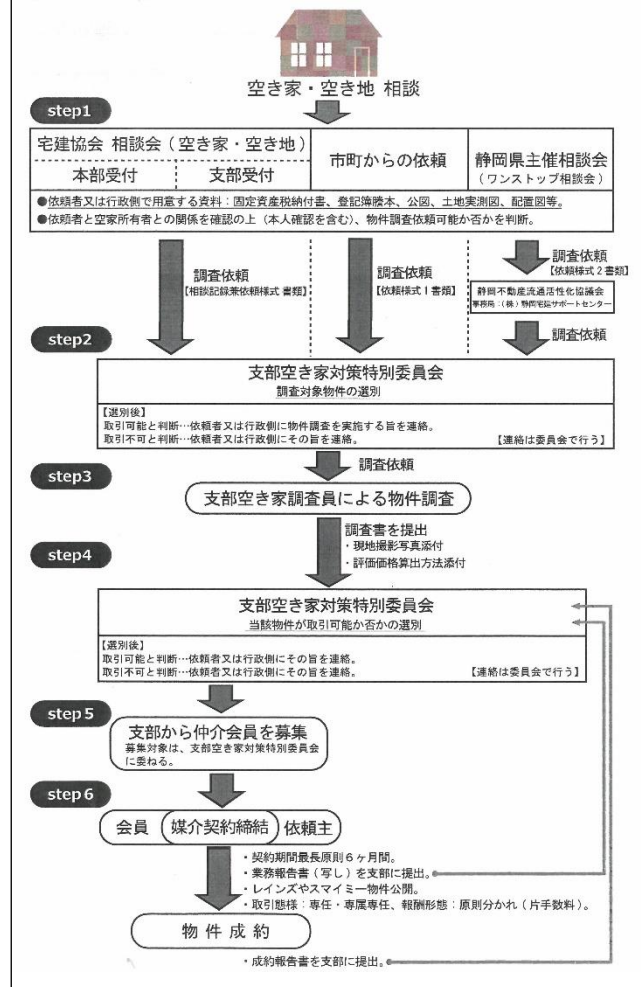 空き家・空き地 相談
step1
宅建協会 相談会（空き家・空き地）
本部受付
支部受付
市町からの依頼
静岡県主催相談会
（ワンストップ相談会）
●依頼者又は行政側で用意する資料：固定資産税納付書、登記簿謄本、公図、土地実測図、配置図等。
●依頼者と空家所有者との関係を確認の上（本人確認を含む）、物件調査依頼可能か否かを判断。
調査依頼
【相談記録兼依頼様式 書類】
調査依頼
【依頼様式１書類】
調査依頼
【依頼様式２書類】
静岡不動産流通活性化協議会
事務局：（株）静岡宅建サポートセンター
調査依頼
step2
支部空き家対策特別委員会
調査対象物件の選別
【選別後】
取引可能と判断…依頼者又は行政側に物件調査を実施する旨を連絡。
取引不可と判断…依頼者又は行政側にその旨を連絡。
【連絡は委員会で行う】
調査依頼
step3
支部空き家調査員による物件調査
調査書を提出
・現地撮影写真添付
・評価価格算出方法添付
step4
支部空き家対策特別委員会
当該物件が取引可能か否かの選別
【選別後】
取引可能と判断…依頼者又は行政側にその旨を連絡。
取引不可と判断…依頼者又は行政側にその旨を連絡。
【連絡は委員会で行う】
step5
支部から仲介会員を募集
募集対象は、支部空き家対策特別委員会
に委ねる。
step6
会員
媒介契約締結
依頼主
・契約期間最長原則６ヶ月間。
・業務報告書（写し）を支部に提出。
・レインズやスマイミー物件公開。
・取引態様：専任・専属専任、報酬形態：原則分かれ（片手数料）。
物件成約
・成約報告書を支部に提出。